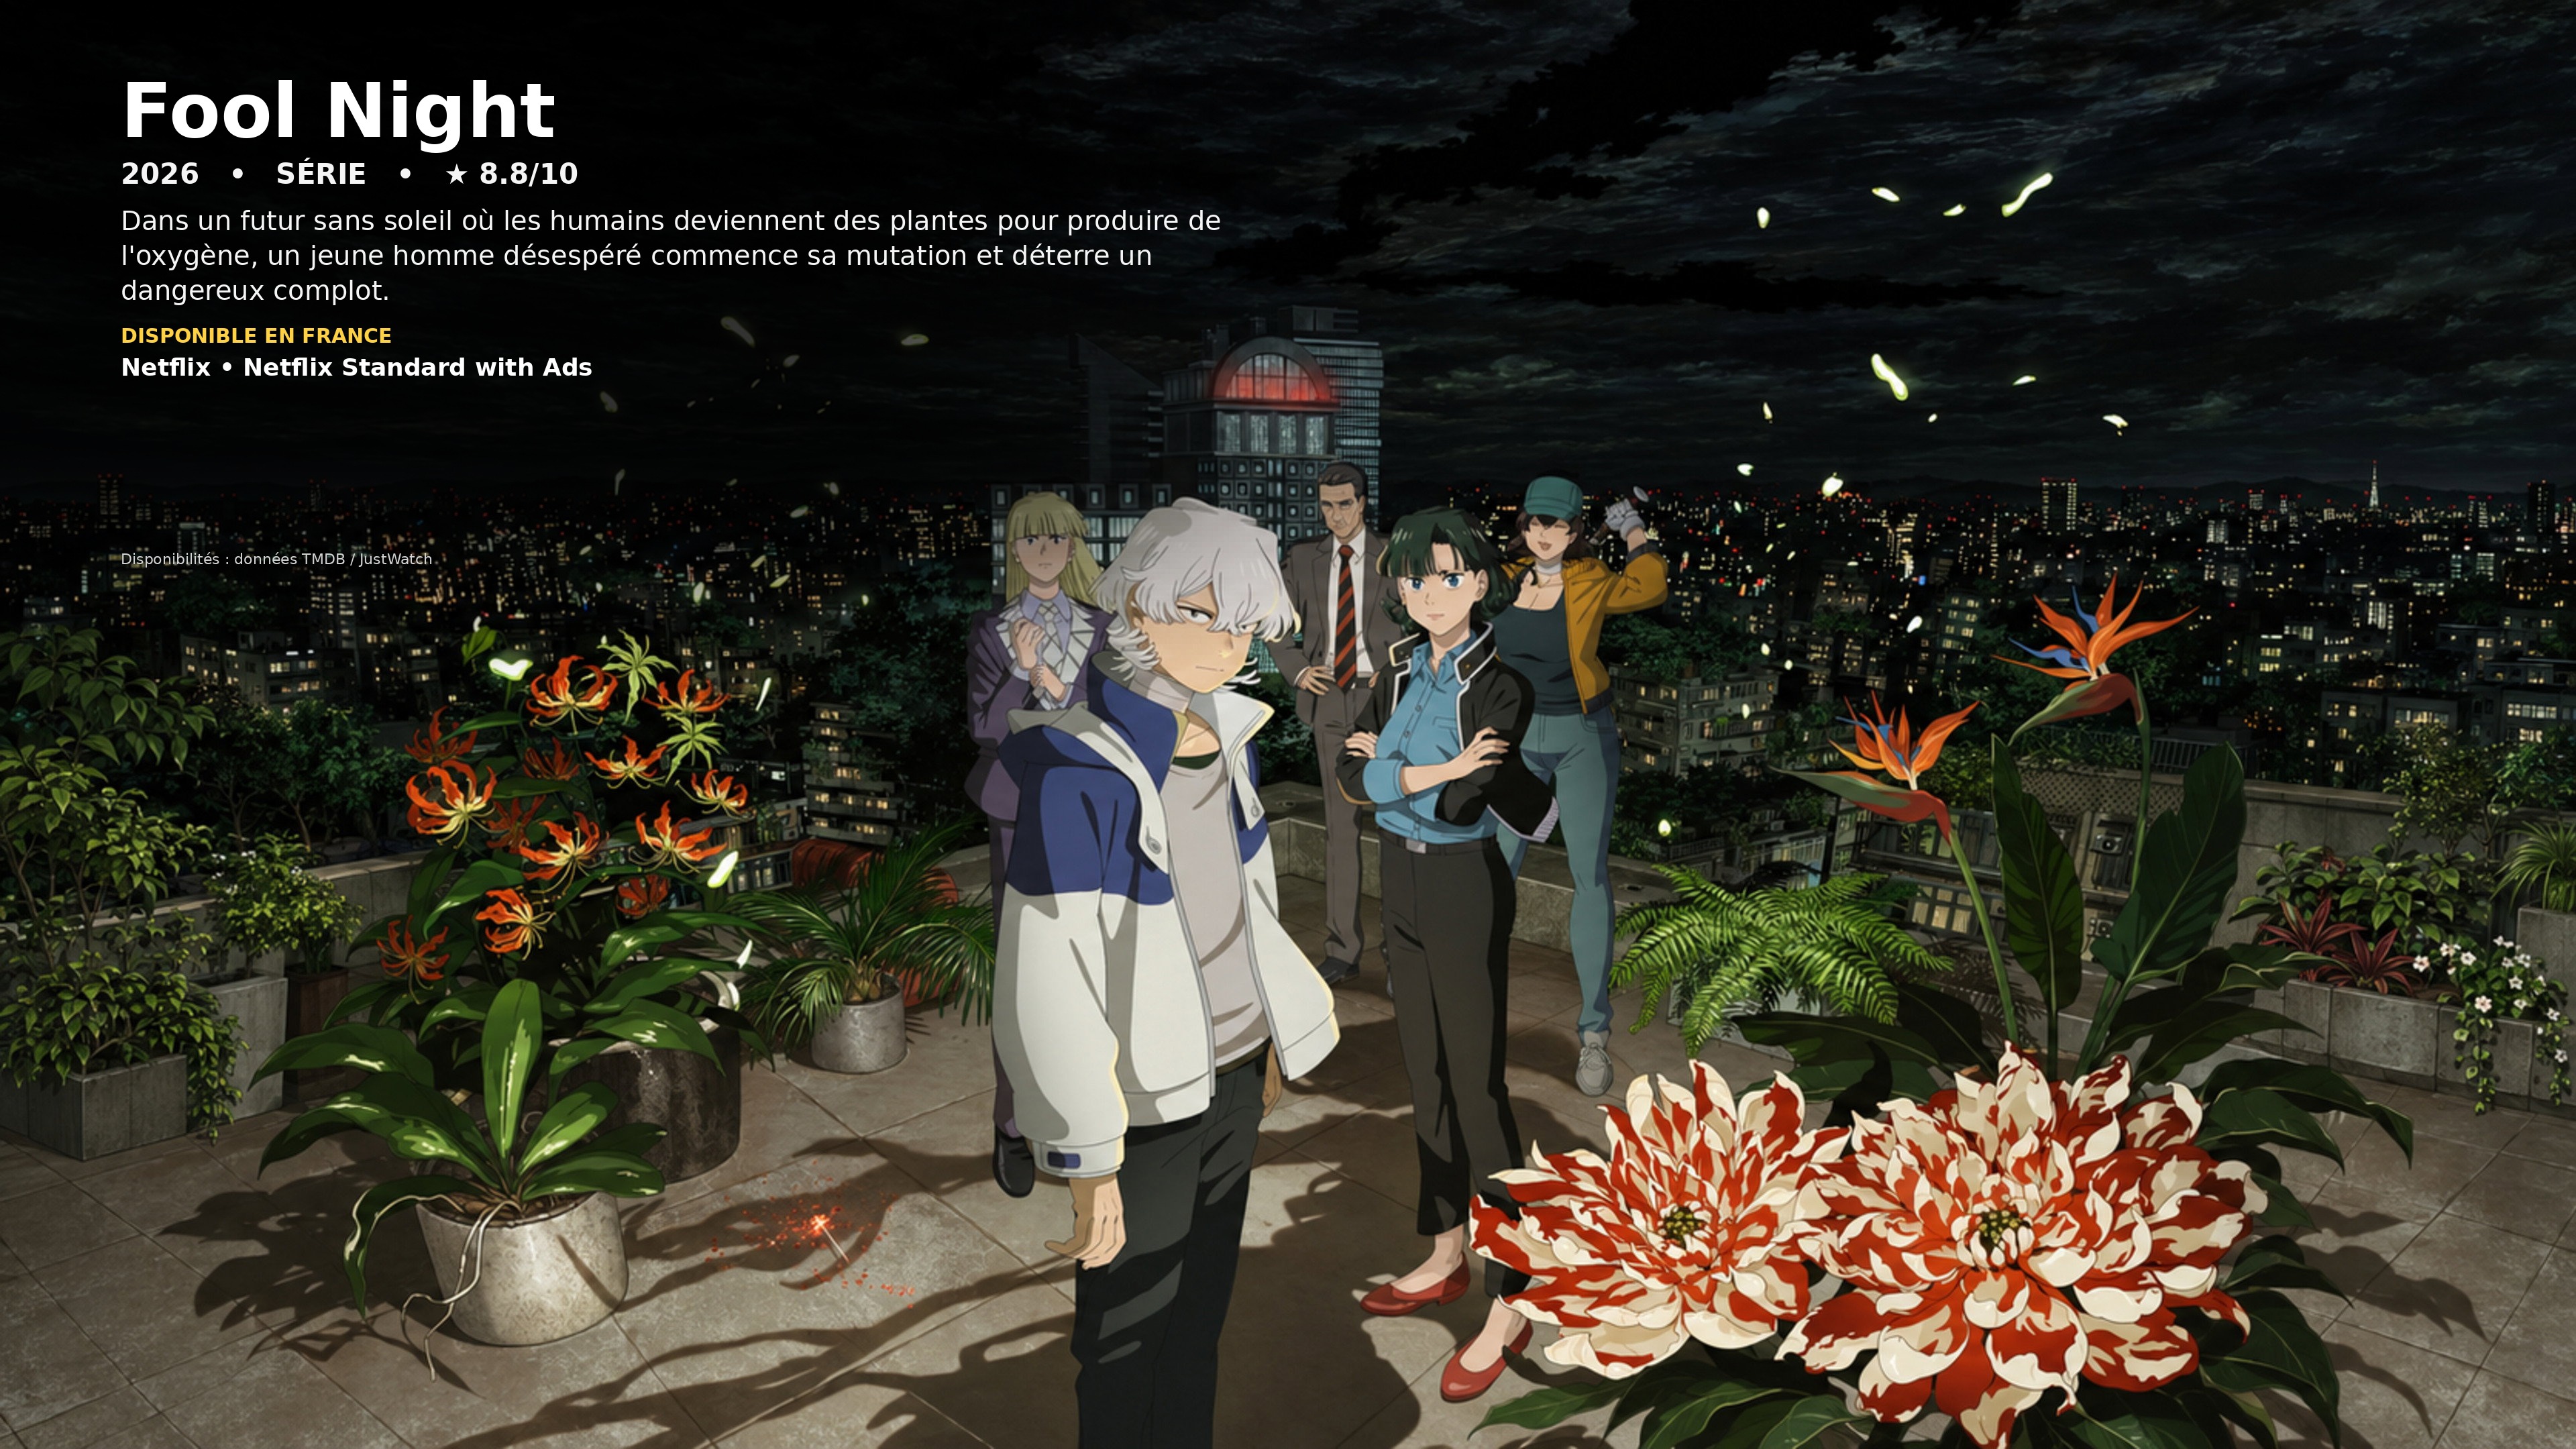 Fool Night
2026 • SÉRIE • ★ 8.8/10
Dans un futur sans soleil où les humains deviennent des plantes pour produire de
l'oxygène, un jeune homme désespéré commence sa mutation et déterre un
dangereux complot.
DISPONIBLE EN FRANCE
Netflix • Netflix Standard with Ads
Disponibilités : données TMDB / JustWatch